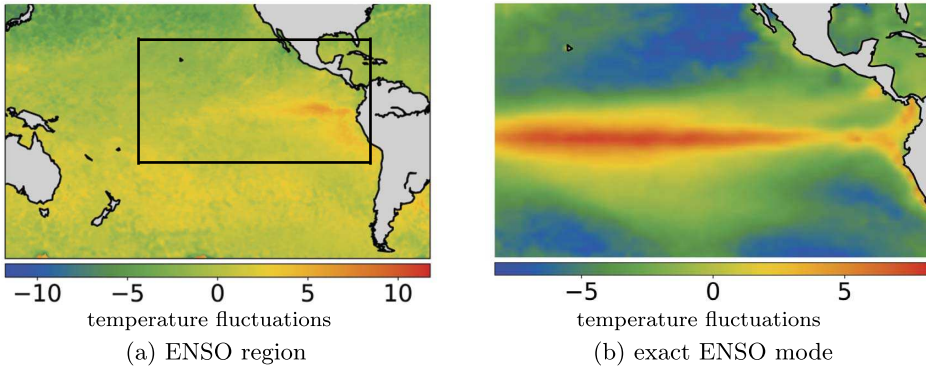 −10 −5 0 5 10
temperature fluctuations
(a) ENSO region
−5 0 5
temperature fluctuations
(b) exact ENSO mode